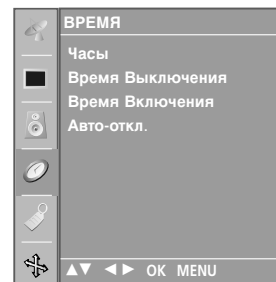 ВРЕМЯ
Часы
Время Выключения
Время Включения
Авто-откл.
▲▼ ◄► OK MENU